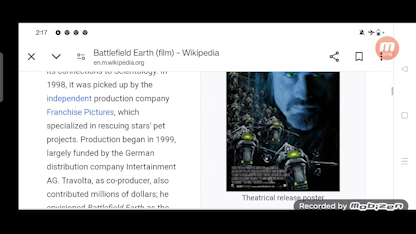 2:17
Battlefield Earth (film) - Wikipedia
en.m.wikipedia.org
its connections to Scientology. In
1998, it was picked up by the
independent production company
Franchise Pictures, which
specialized in rescuing stars' pet
projects. Production began in 1999,
largely funded by the German
distribution company Intertainment
AG. Travolta, as co-producer, also
contributed millions of dollars; he
envisioned Battlefield Earth as the
Theatrical release poster
Recorded by MOBIZEN